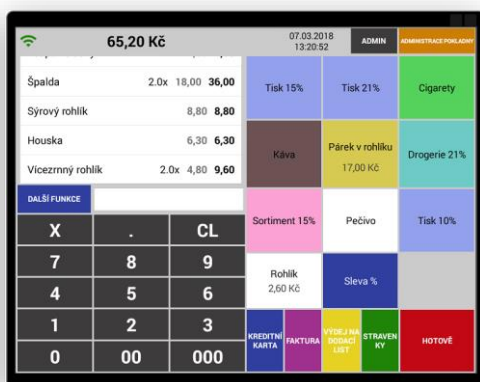 65,20 Kč
07.03.2018
13:20:52
ADMIN
ADMINISTRACE POKLADNY
Špalda 2.0x 18,00 36,00
Sýrový rohlík 8,80 8,80
Houska 6,30 6,30
Vícezrnný rohlík 2.0x 4,80 9,60
DALŠÍ FUNKCE
X . CL
7 8 9
4 5 6
1 2 3
0 00 000
Tisk 15% Tisk 21% Cigarety
Káva
Párek v rohlíku
17,00 Kč
Drogerie 21%
Sortiment 15% Pečivo Tisk 10%
Rohlík
2,60 Kč
Sleva %
KREDITNÍ
KARTA
FAKTURA
VÝDEJ NA
DODACÍ
LIST
STRAVEN
KY
HOTOVĚ